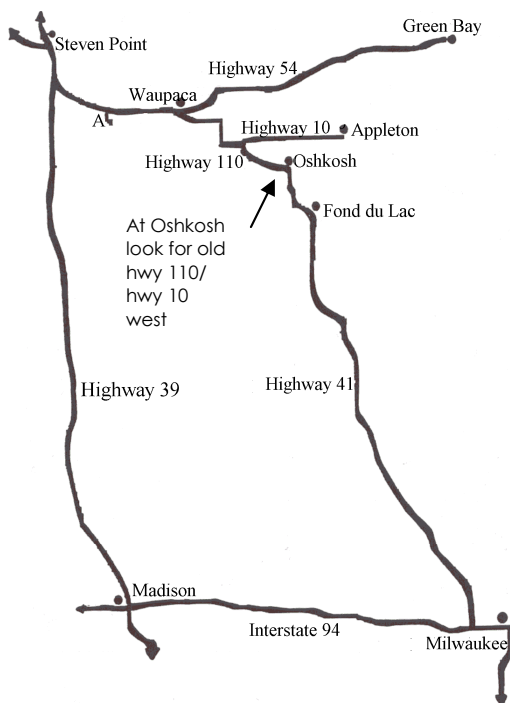 Green Bay
Steven Point
Highway 54
Waupaca
A
Highway 10
Appleton
Highway 110
Oshkosh
Fond du Lac
At Oshkosh
look for old
hwy 110/
hwy 10
west
Highway 39
Highway 41
Madison
Interstate 94
Milwaukee